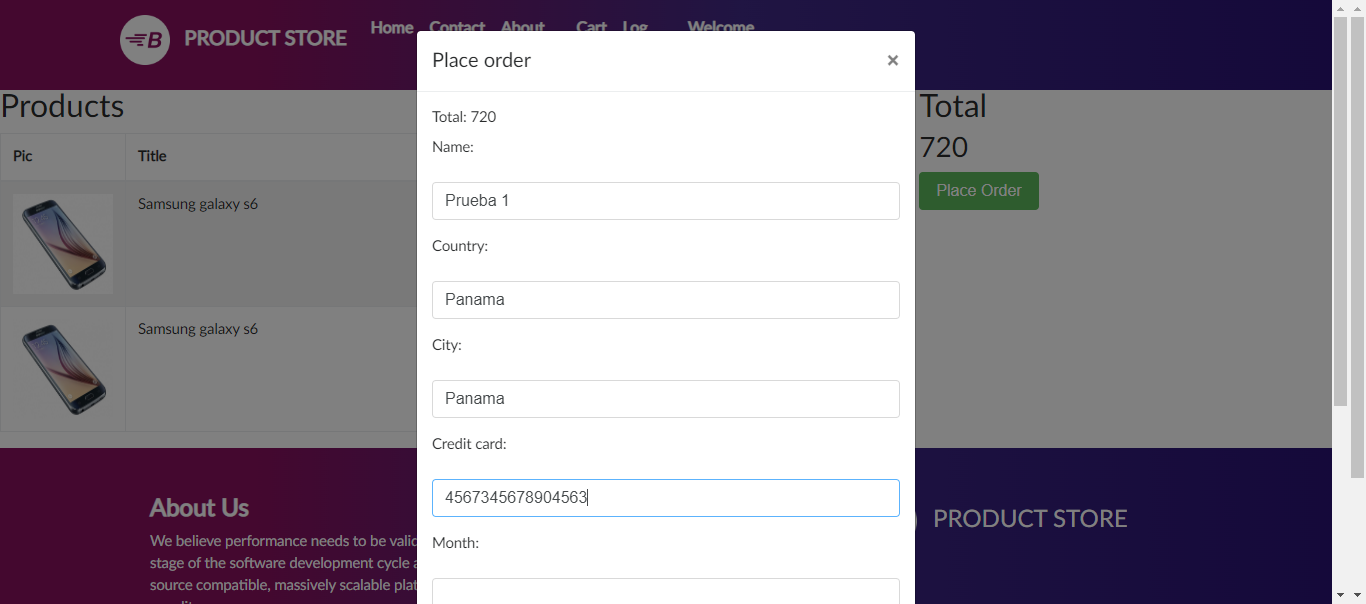 B PRODUCT STORE
Home Contact About Cart Log Welcome
Place order ×
Products
Total
Total: 720
720
Name:
Pic Title
Place Order
Prueba 1
Samsung galaxy s6
Country:
Panama
Samsung galaxy s6
City:
Panama
Credit card:
4567345678904563
About Us
PRODUCT STORE
We believe performance needs to be valid
stage of the software development cycle a
source compatible, massively scalable plat
Month: